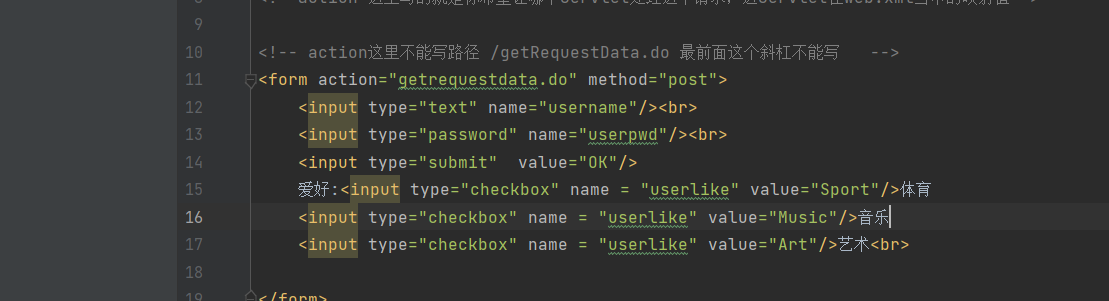 10 <!-- action这里不能写路径 /getRequestData.do 最前面这个斜杠不能写   -->
11 <form action="getrequestdata.do" method="post">
12 <input type="text" name="username"/><br>
13 <input type="password" name="userpwd"/><br>
14 <input type="submit"  value="OK"/>
15 爱好:<input type="checkbox" name = "userlike" value="Sport"/>体育
16 <input type="checkbox" name = "userlike" value="Music"/>音乐
17 <input type="checkbox" name = "userlike" value="Art"/>艺术<br>
18
19 </form>